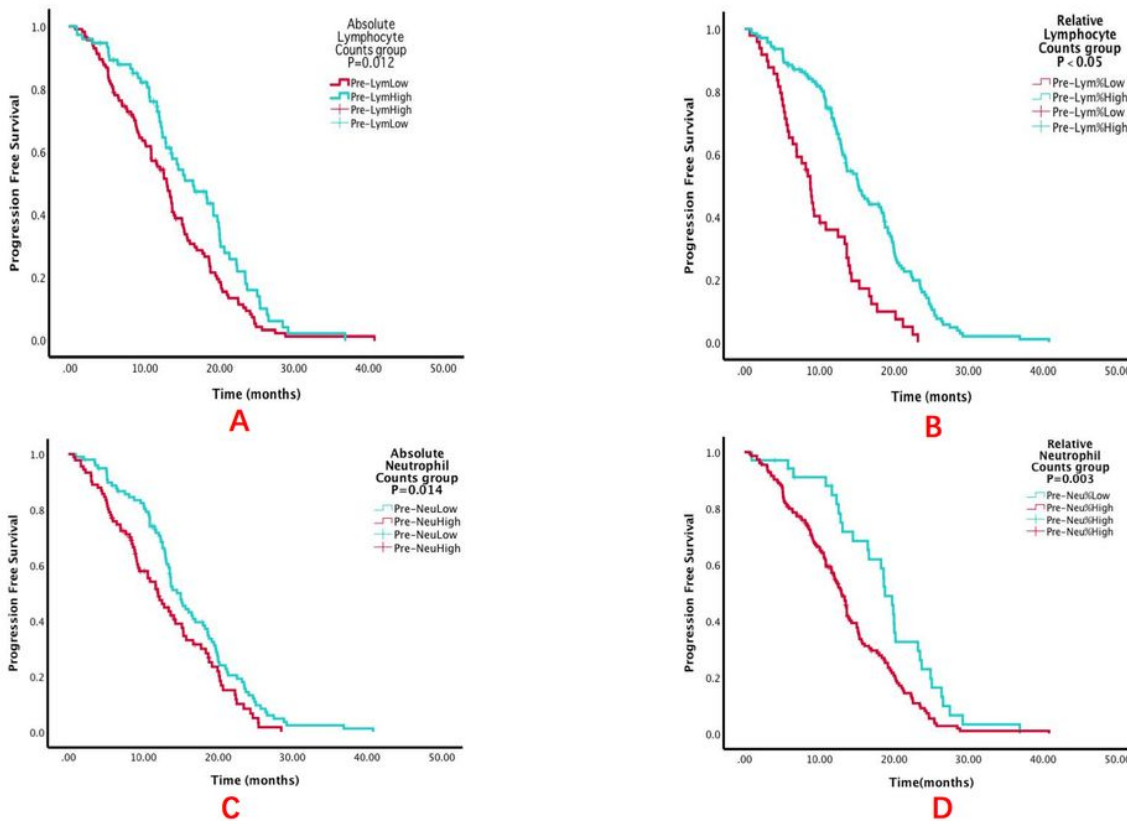 Absolute
Lymphocyte
Counts group
P=0.012
Pre-LymLow
Pre-LymHigh
Pre-LymHigh
Pre-LymLow
Progression Free Survival
1.0
0.8
0.6
0.4
0.2
0.0
.00 10.00 20.00 30.00 40.00 50.00
Time (months)
A
Relative
Lymphocyte
Counts group
P<0.05
Pre-Lym%Low
Pre-Lym%High
Pre-Lym%Low
Pre-Lym%High
Progression Free Survival
1.0
0.8
0.6
0.4
0.2
0.0
.00 10.00 20.00 30.00 40.00 50.00
Time (monts)
B
Absolute
Neutrophil
Counts group
P=0.014
Pre-NeuLow
Pre-NeuHigh
Pre-NeuLow
Pre-NeuHigh
Progression Free Survival
1.0
0.8
0.6
0.4
0.2
0.0
.00 10.00 20.00 30.00 40.00 50.00
Time (months)
C
Relative
Neutrophil
Counts group
P=0.003
Pre-Neu%Low
Pre-Neu%High
Pre-Neu%High
Pre-Neu%High
Progression Free Survival
1.0
0.8
0.6
0.4
0.2
0.0
.00 10.00 20.00 30.00 40.00 50.00
Time(months)
D